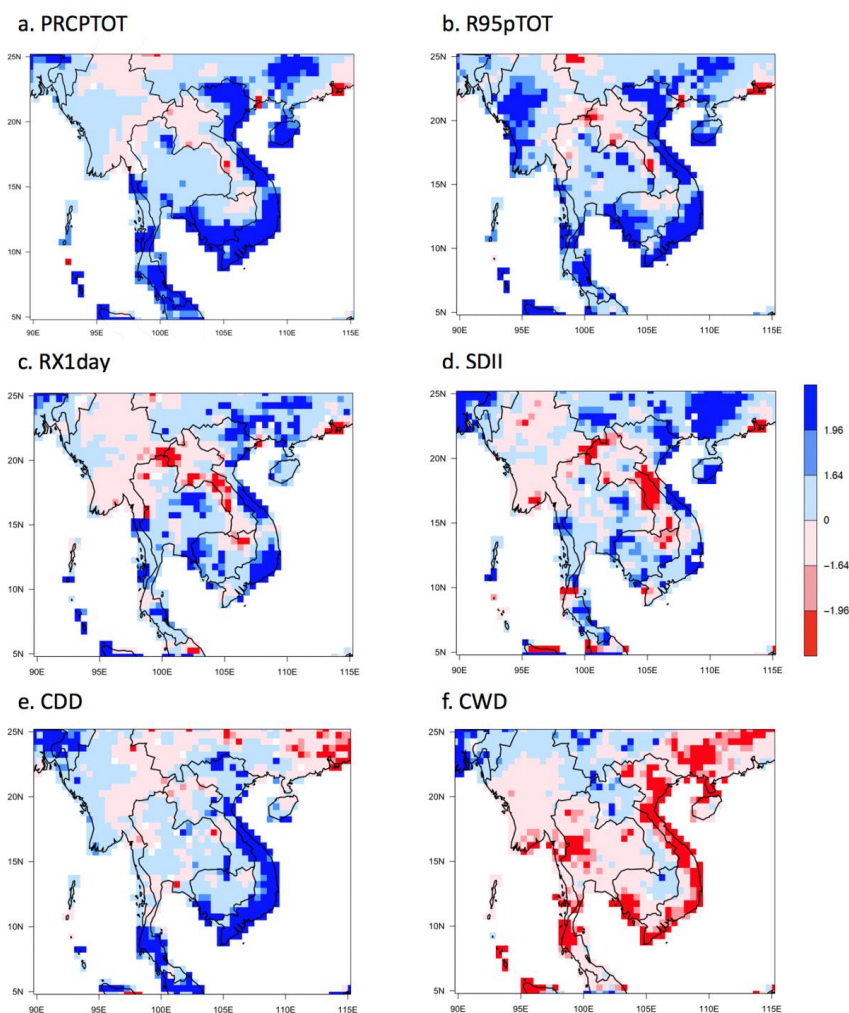 a. PRCPTOT
b. R95pTOT
25N
20N
15N
10N
5N
90E 95E 100E 105E 110E 115E
25N
20N
15N
10N
5N
90E 95E 100E 105E 110E 115E
c. RX1day
d. SDII
25N
20N
15N
10N
5N
90E 95E 100E 105E 110E 115E
25N
20N
15N
10N
5N
90E 95E 100E 105E 110E 115E
1.96
1.64
0
−1.64
−1.96
e. CDD
f. CWD
25N
20N
15N
10N
5N
90E 95E 100E 105E 110E 115E
25N
20N
15N
10N
5N
90E 95E 100E 105E 110E 115E